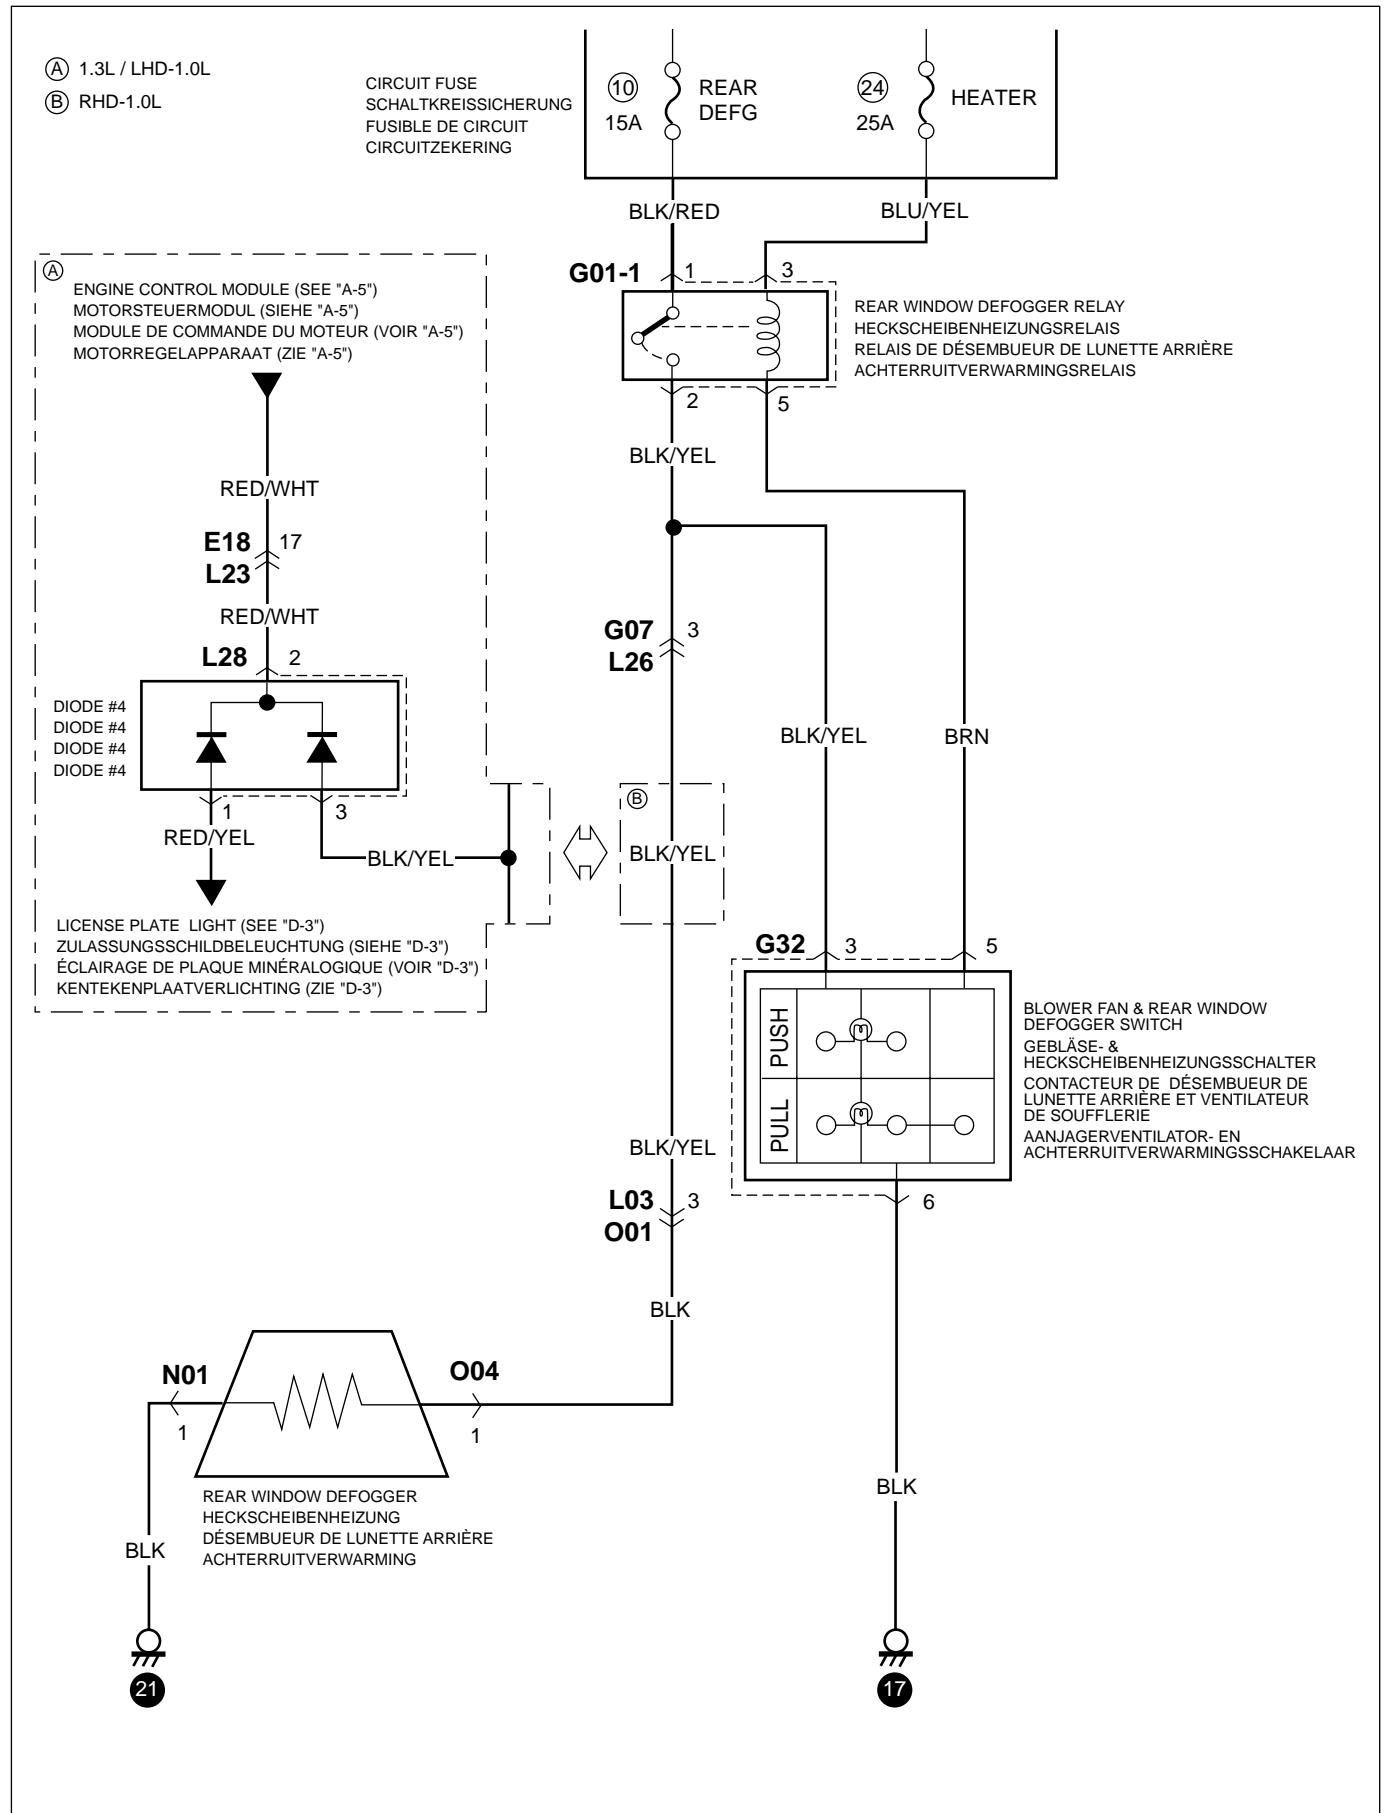 A 1.3L / LHD-1.0L
B RHD-1.0L
CIRCUIT FUSE
SCHALTKREISSICHERUNG
FUSIBLE DE CIRCUIT
CIRCUITZEKERING
10
15A
REAR
DEFG
24
25A
HEATER
BLK/RED
BLU/YEL
G01-1
1
3
REAR WINDOW DEFOGGER RELAY
HECKSCHEIBENHEIZUNGSRELAIS
RELAIS DE DÉSEMBUEUR DE LUNETTE ARRIÈRE
ACHTERRUITVERWARMINGSRELAIS
2
5
BLK/YEL
A
ENGINE CONTROL MODULE (SEE "A-5")
MOTORSTEUERMODUL (SIEHE "A-5")
MODULE DE COMMANDE DU MOTEUR (VOIR "A-5")
MOTORREGELAPPARAAT (ZIE "A-5")
RED/WHT
E18
17
L23
RED/WHT
L28
2
DIODE #4
DIODE #4
DIODE #4
DIODE #4
1
3
RED/YEL
BLK/YEL
LICENSE PLATE LIGHT (SEE "D-3")
ZULASSUNGSSCHILDBELEUCHTUNG (SIEHE "D-3")
ÉCLAIRAGE DE PLAQUE MINÉRALOGIQUE (VOIR "D-3")
KENTEKENPLAATVERLICHTING (ZIE "D-3")
G07
3
L26
BLK/YEL
BRN
B
BLK/YEL
G32
3
5
PUSH
PULL
BLOWER FAN & REAR WINDOW
DEFOGGER SWITCH
GEBLÄSE- &
HECKSCHEIBENHEIZUNGSSCHALTER
CONTACTEUR DE DÉSEMBUEUR DE
LUNETTE ARRIÈRE ET VENTILATEUR
DE SOUFFLERIE
AANJAGERVENTILATOR- EN
ACHTERRUITVERWARMINGSSCHAKELAAR
6
BLK/YEL
L03
3
O01
BLK
N01
1
O04
1
REAR WINDOW DEFOGGER
HECKSCHEIBENHEIZUNG
DÉSEMBUEUR DE LUNETTE ARRIÈRE
ACHTERRUITVERWARMING
BLK
BLK
21
17